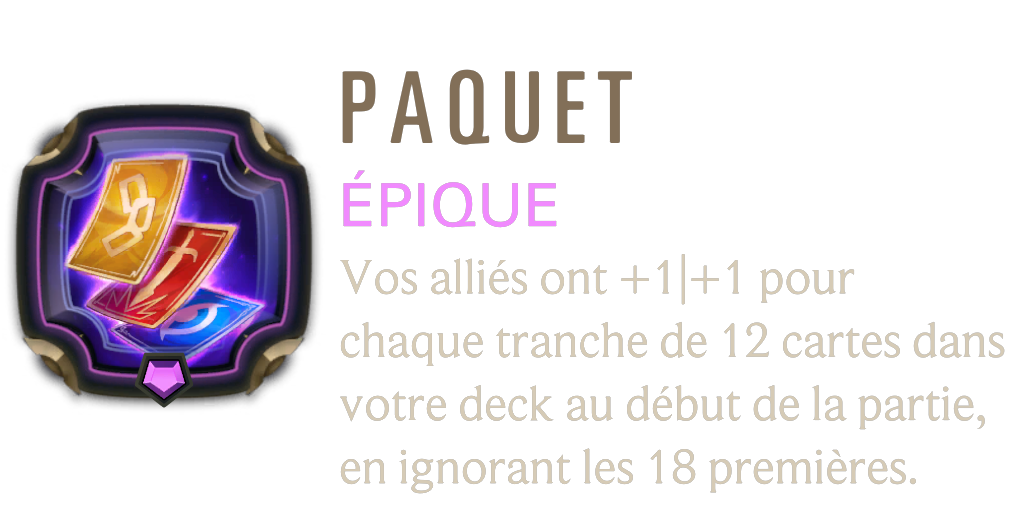 PAQUET
ÉPIQUE
Vos alliés ont +1|+1 pour
chaque tranche de 12 cartes dans
votre deck au début de la partie,
en ignorant les 18 premières.